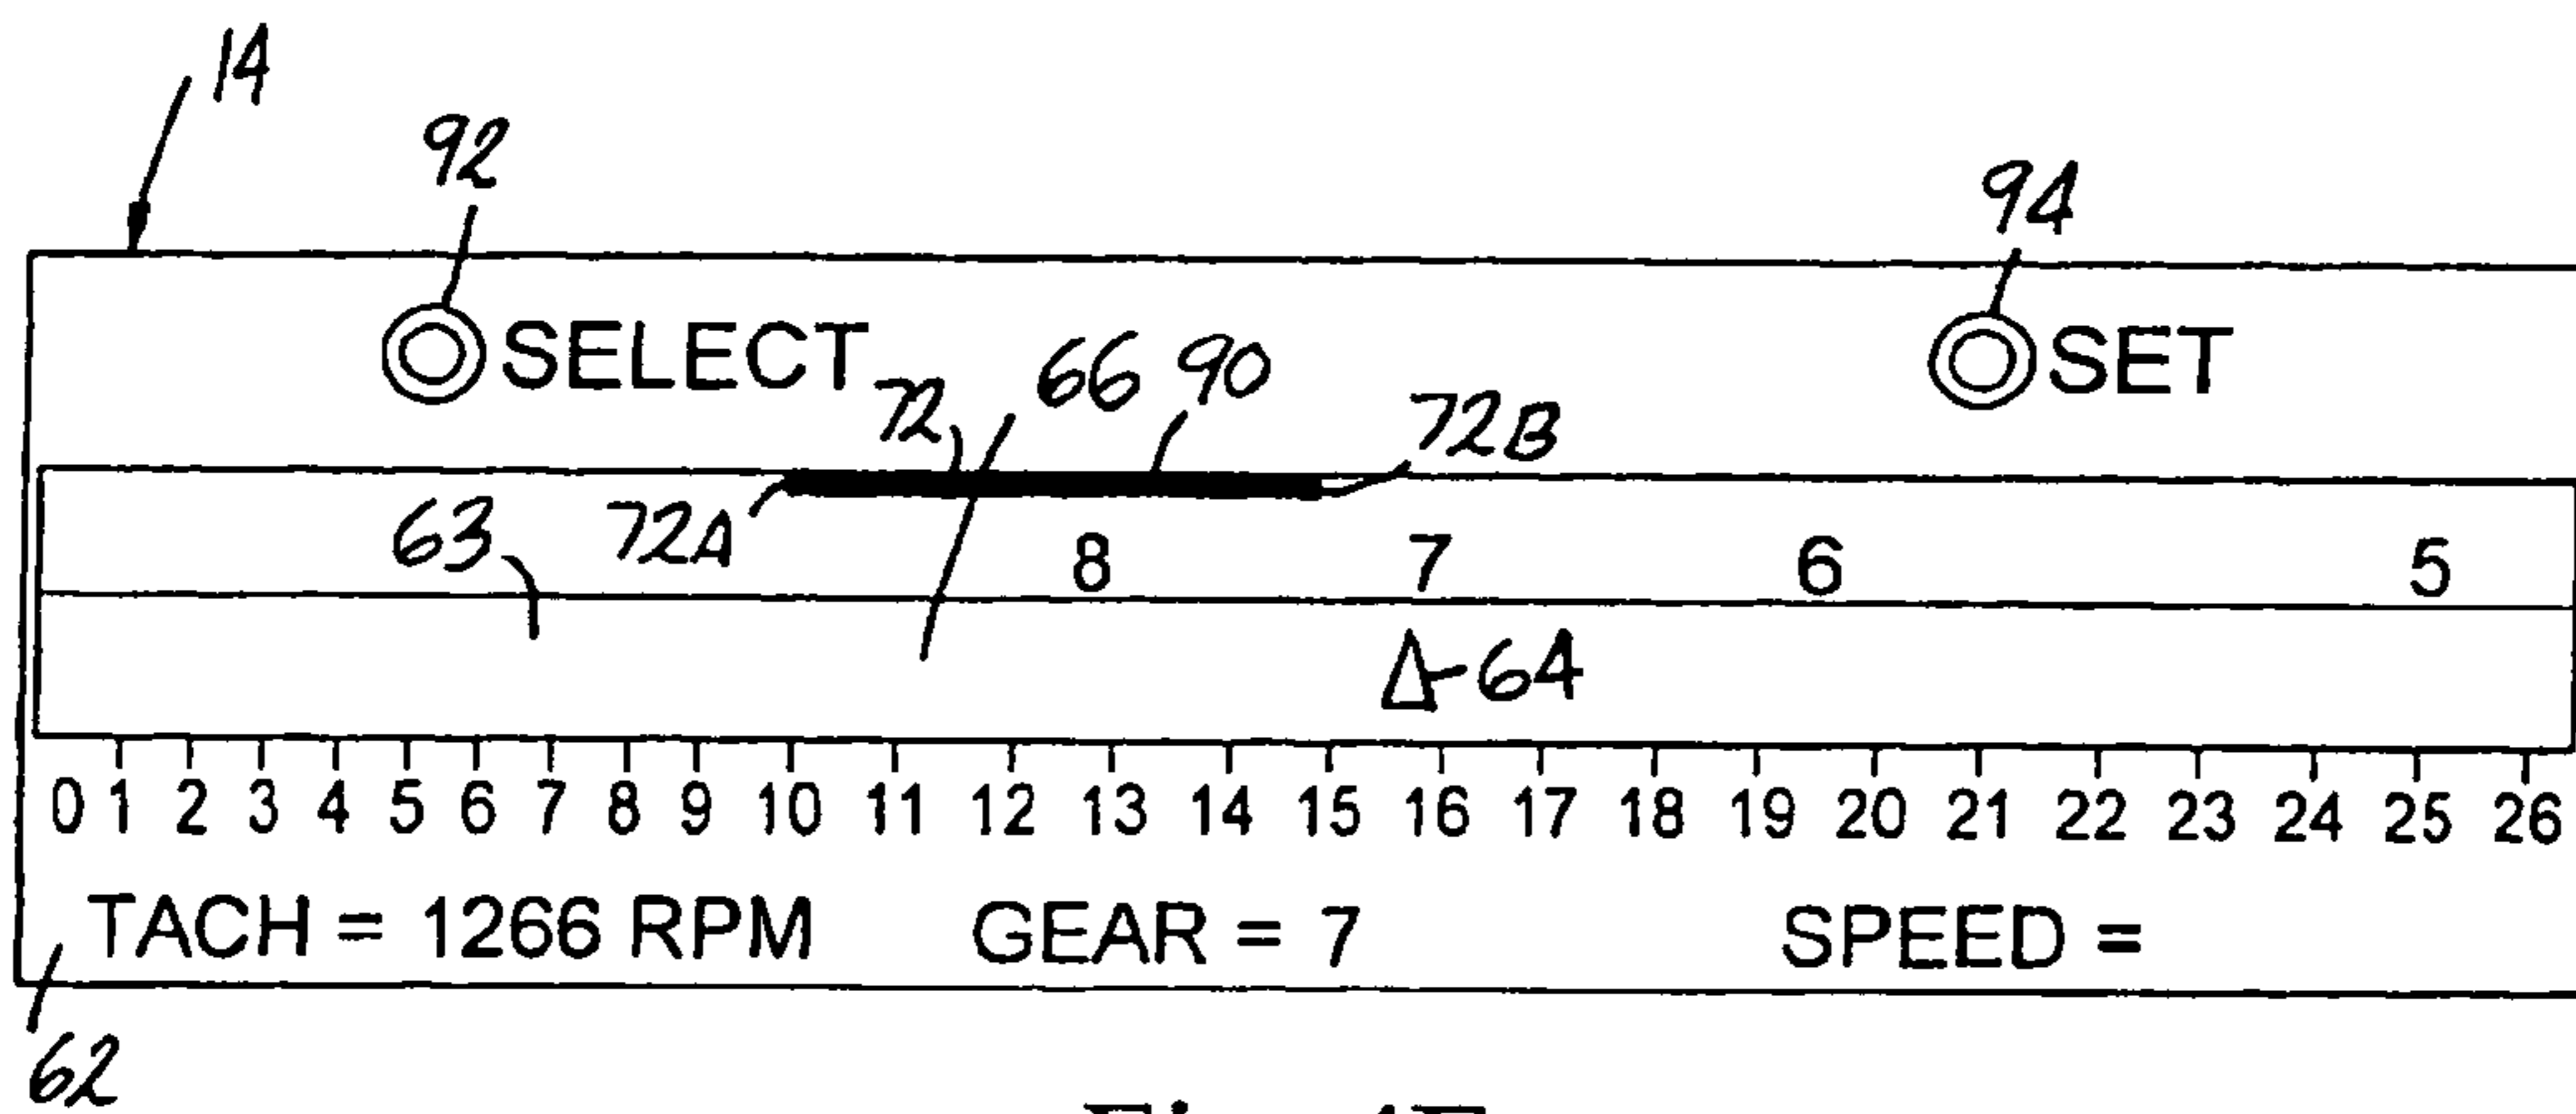 14
92
94
SELECT
SET
72 66 90 72B
63 72A
8 7 6 5
64
0 1 2 3 4 5 6 7 8 9 10 11 12 13 14 15 16 17 18 19 20 21 22 23 24 25 26
TACH = 1266 RPM GEAR = 7 SPEED =
62